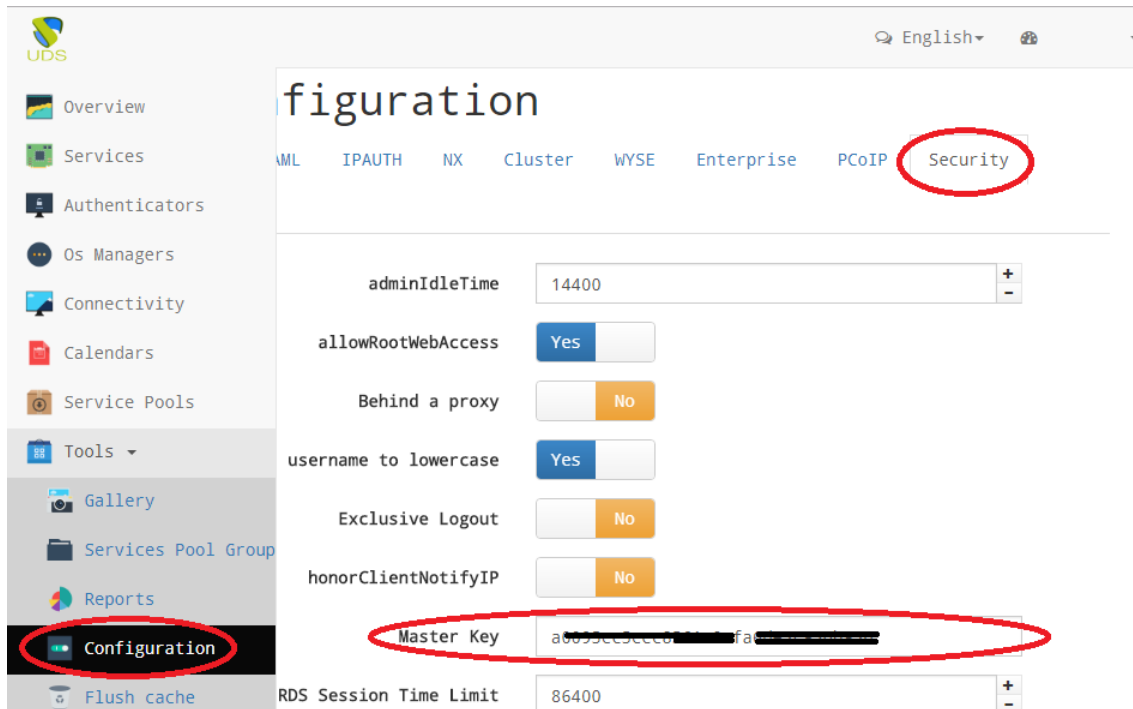 UDS
English
Overview
Services
Authenticators
Os Managers
Connectivity
Calendars
Service Pools
Tools
Gallery
Services Pool Group
Reports
Configuration
Flush cache
figuration
AML IPAUTH NX Cluster WYSE Enterprise PCoIP Security
adminIdleTime 14400 + -
allowRootWebAccess Yes
Behind a proxy No
username to lowercase Yes
Exclusive Logout No
honorClientNotifyIP No
Master Key
RDS Session Time Limit 86400 + -